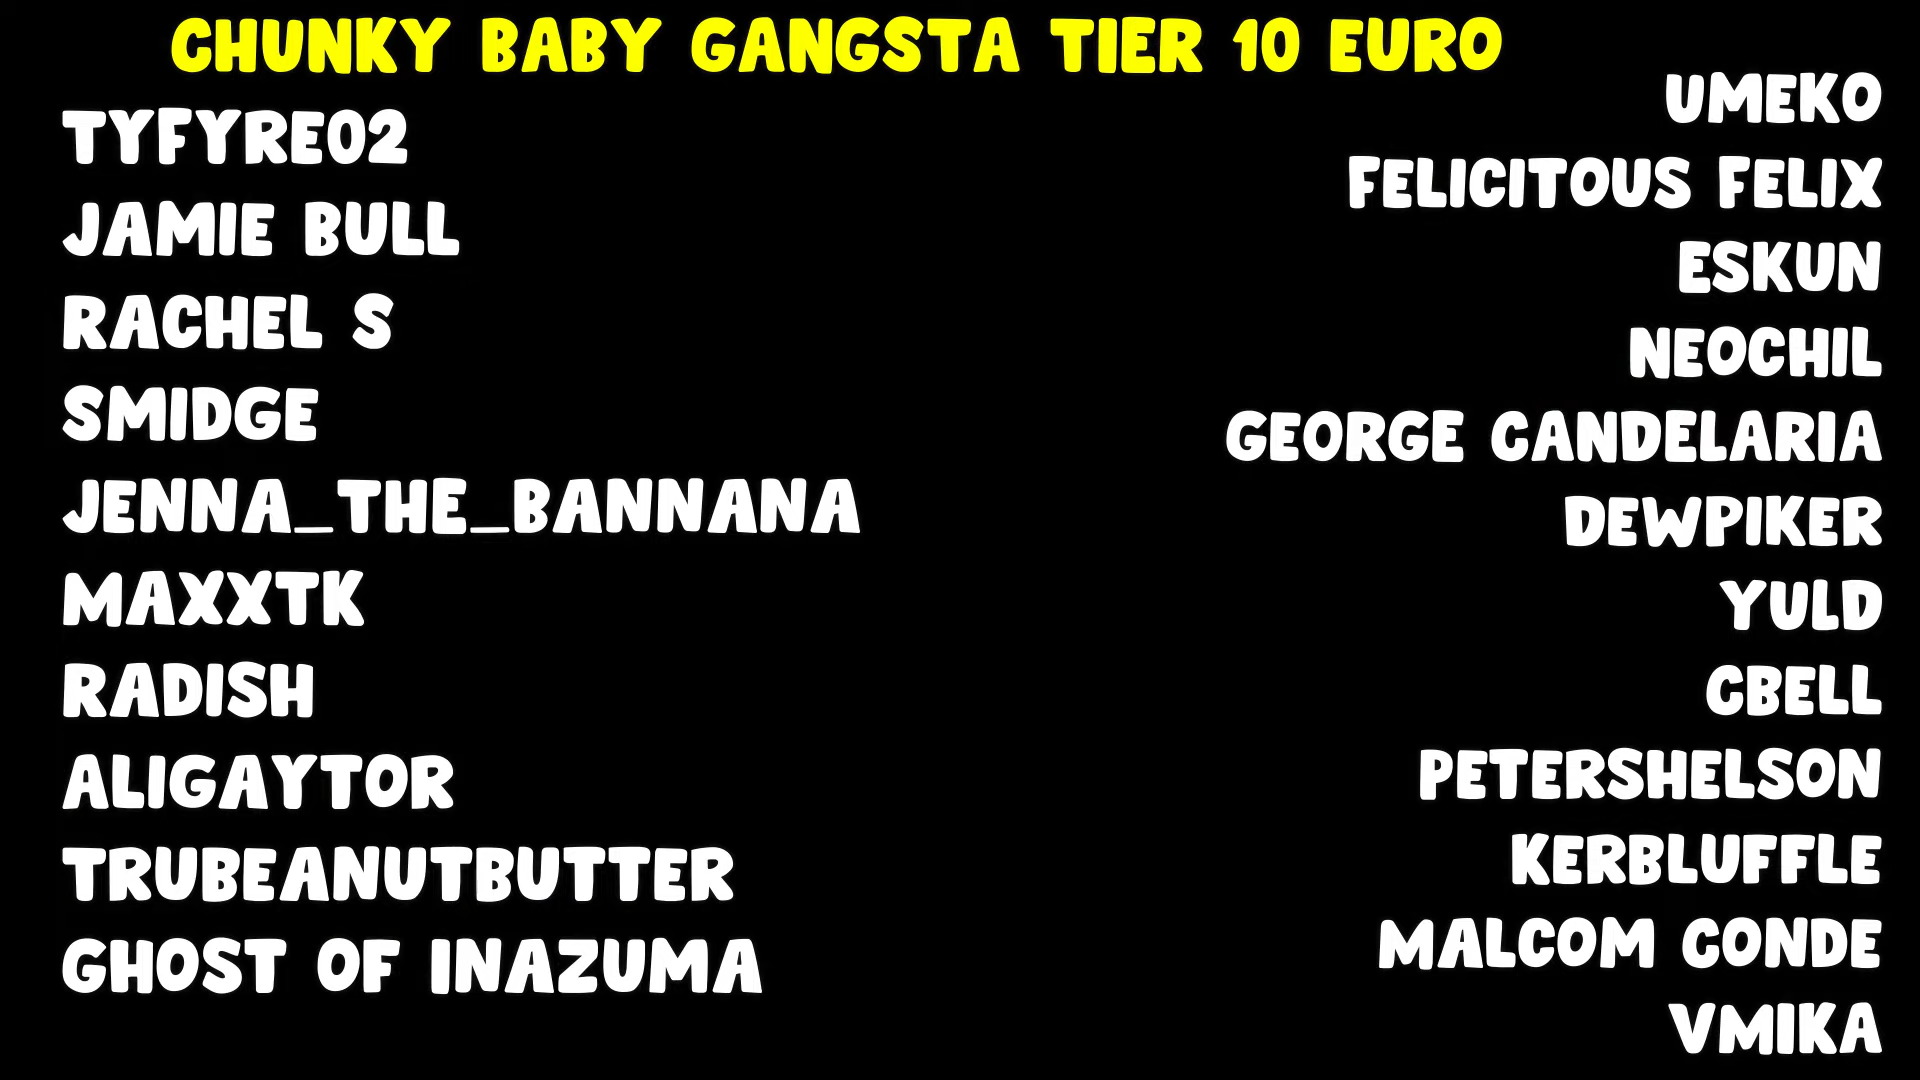 CHUNKY BABY GANGSTA TIER 10 EURO
TYFYRE02
JAMIE BULL
RACHEL S
SMIDGE
JENNA_THE_BANNANA
MAXXTK
RADISH
ALIGAYTOR
TRUBEANUTBUTTER
GHOST OF INAZUMA
UMEKO
FELICITOUS FELIX
ESKUN
NEOCHIL
GEORGE CANDELARIA
DEWPIKER
YULD
CBELL
PETERSHELSON
KERBLUFFLE
MALCOM CONDE
VMIKA